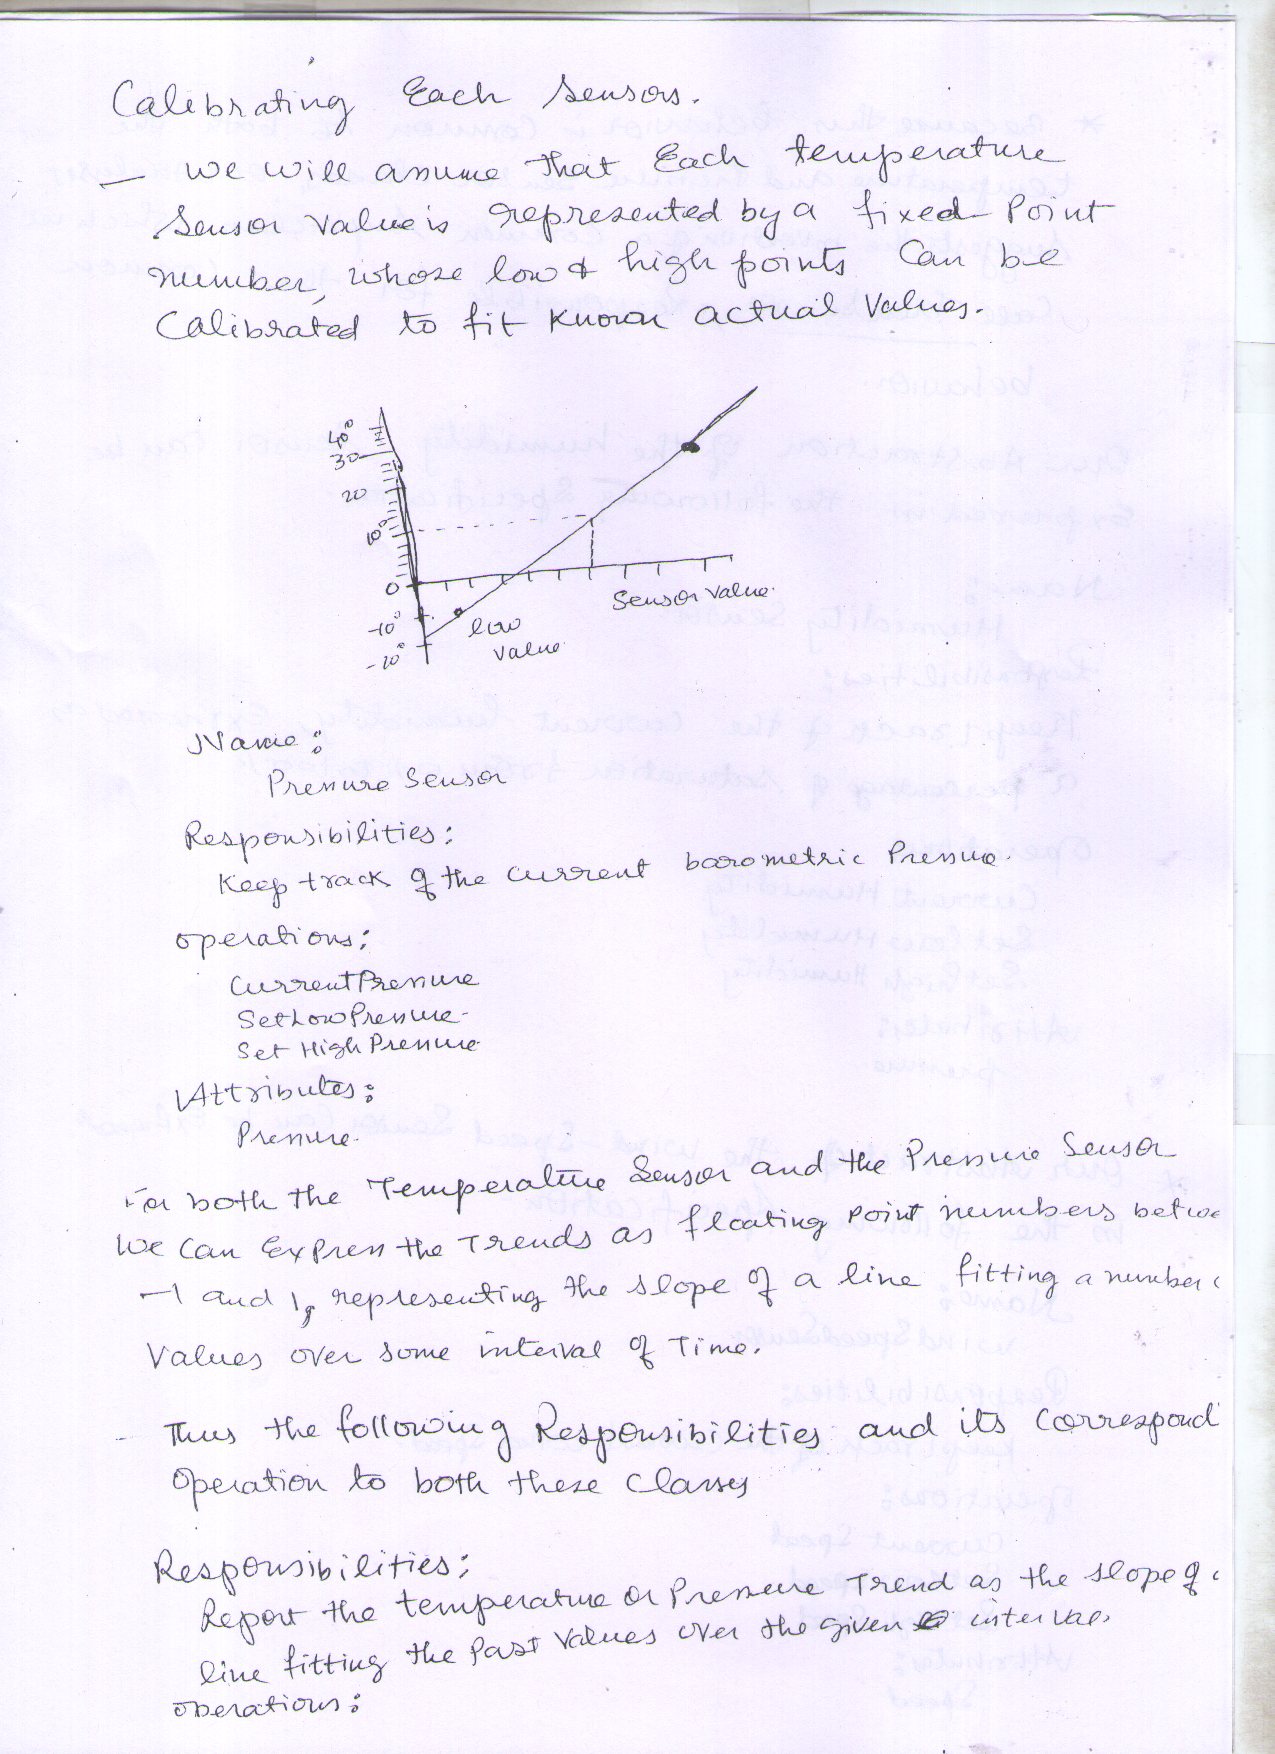 Calibrating Each Sensors.
— We will assume that Each temperature
Sensor Value is represented by a fixed Point
number, whose low & high points Can be
Calibrated to fit Known actual Values.
40°
30
20
10°
0
Sensor Value.
-10°
low
Value
-20°
Name:
Pressure Sensor
Responsibilities:
Keep track of the current barometric Pressure.
operations:
CurrentPressure
SetLowPressure
Set HighPressure
Attributes:
Pressure.
For both the Temperature Sensor and the Pressure Sensor
We Can Express the Trends as floating point numbers betwe
-1 and 1, representing the slope of a line fitting a number
Values over some interval of Time.
Thus the following Responsibilities and its Correspond
Operation to both these Classes
Responsibilities:
Report the temperature or Pressure Trend as the slope of
line fitting the Past Values over the given interval.
operations: